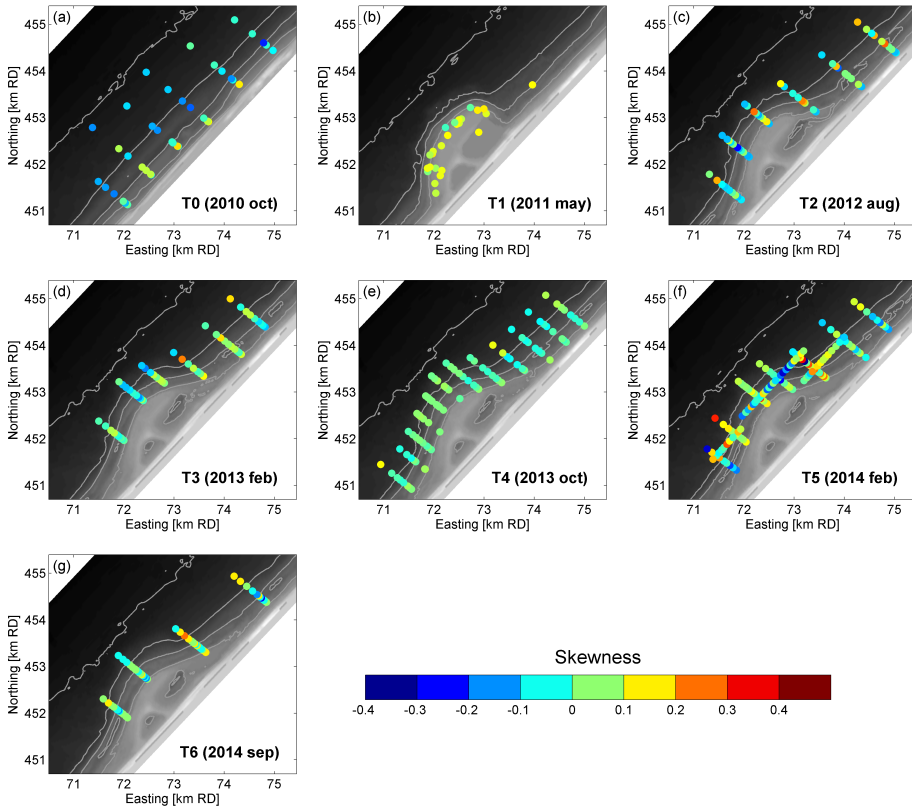 (a)
455
454
453
452
451
Northing [km RD]
T0 (2010 oct)
71 72 73 74 75
Easting [km RD]
(b)
455
454
453
452
451
Northing [km RD]
T1 (2011 may)
71 72 73 74 75
Easting [km RD]
(c)
455
454
453
452
451
Northing [km RD]
T2 (2012 aug)
71 72 73 74 75
Easting [km RD]
(d)
455
454
453
452
451
Northing [km RD]
T3 (2013 feb)
71 72 73 74 75
Easting [km RD]
(e)
455
454
453
452
451
Northing [km RD]
T4 (2013 oct)
71 72 73 74 75
Easting [km RD]
(f)
455
454
453
452
451
Northing [km RD]
T5 (2014 feb)
71 72 73 74 75
Easting [km RD]
(g)
455
454
453
452
451
Northing [km RD]
T6 (2014 sep)
71 72 73 74 75
Easting [km RD]
Skewness
-0.4 -0.3 -0.2 -0.1 0 0.1 0.2 0.3 0.4